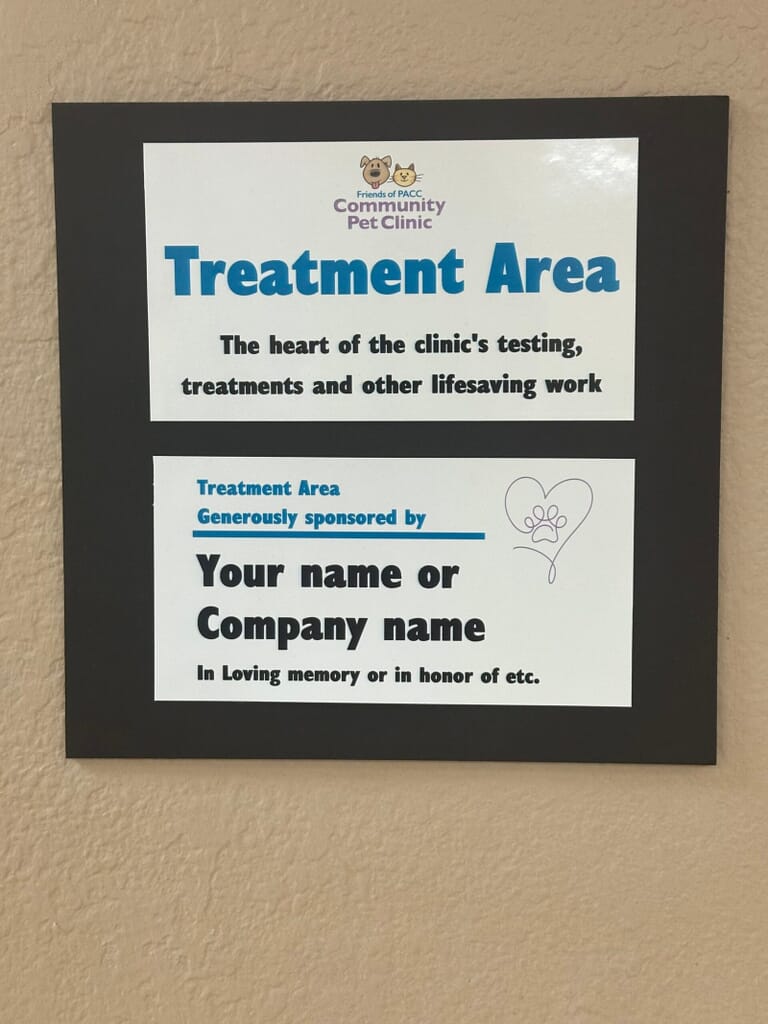 Friends of PACC
Community
Pet Clinic
Treatment Area
The heart of the clinic's testing,
treatments and other lifesaving work
Treatment Area
Generously sponsored by
Your name or
Company name
In Loving memory or in honor of etc.